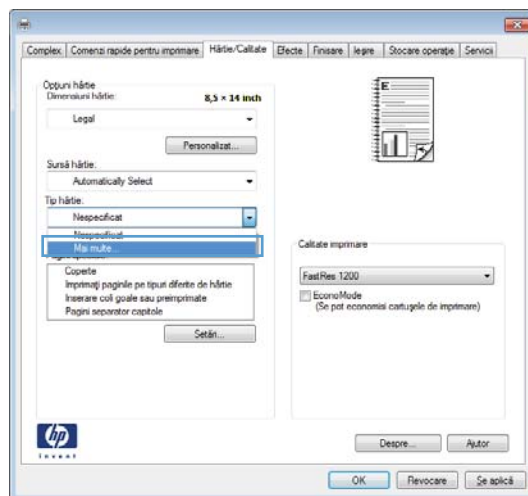 Complex
Comenzi rapide pentru imprimare
Hârtie/Calitate
Efecte
Finisare
Ieşire
Stocare operaţie
Servicii
Opţiuni hârtie
Dimensiuni hârtie:
8,5 × 14 inch
Legal
Personalizat...
Sursă hârtie:
Automatically Select
Tip hârtie:
Nespecificat
Nespecificat
Mai multe...
Coperte
Imprimaţi paginile pe tipuri diferite de hârtie
Inserare coli goale sau preimprimate
Pagini separator capitole
Setări...
E
Calitate imprimare
FastRes 1200
EconoMode
(Se pot economisi cartuşele de imprimare)
hp
invent
Despre...
Ajutor
OK
Revocare
Se aplică